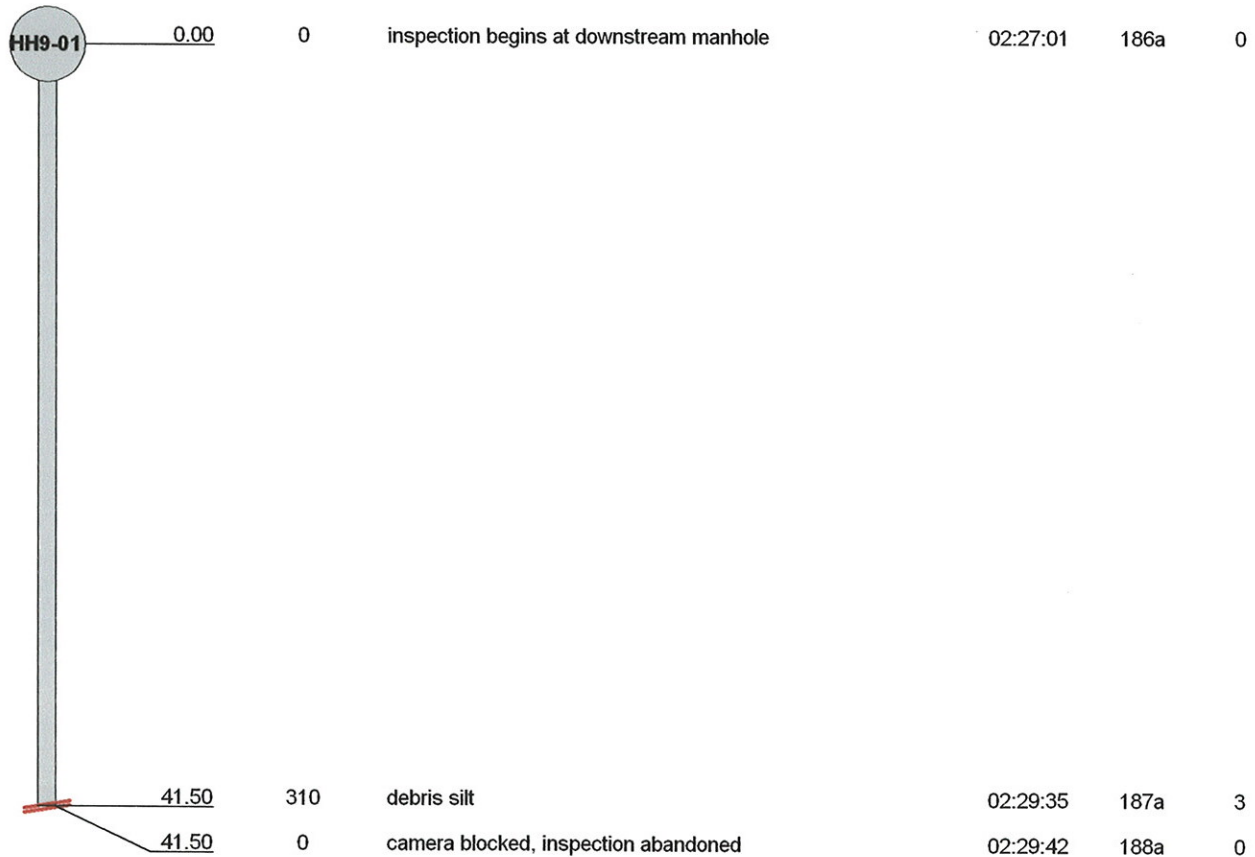 HH9-01 0.00 0 inspection begins at downstream manhole 02:27:01 186a 0
41.50 310 debris silt 02:29:35 187a 3
41.50 0 camera blocked, inspection abandoned 02:29:42 188a 0